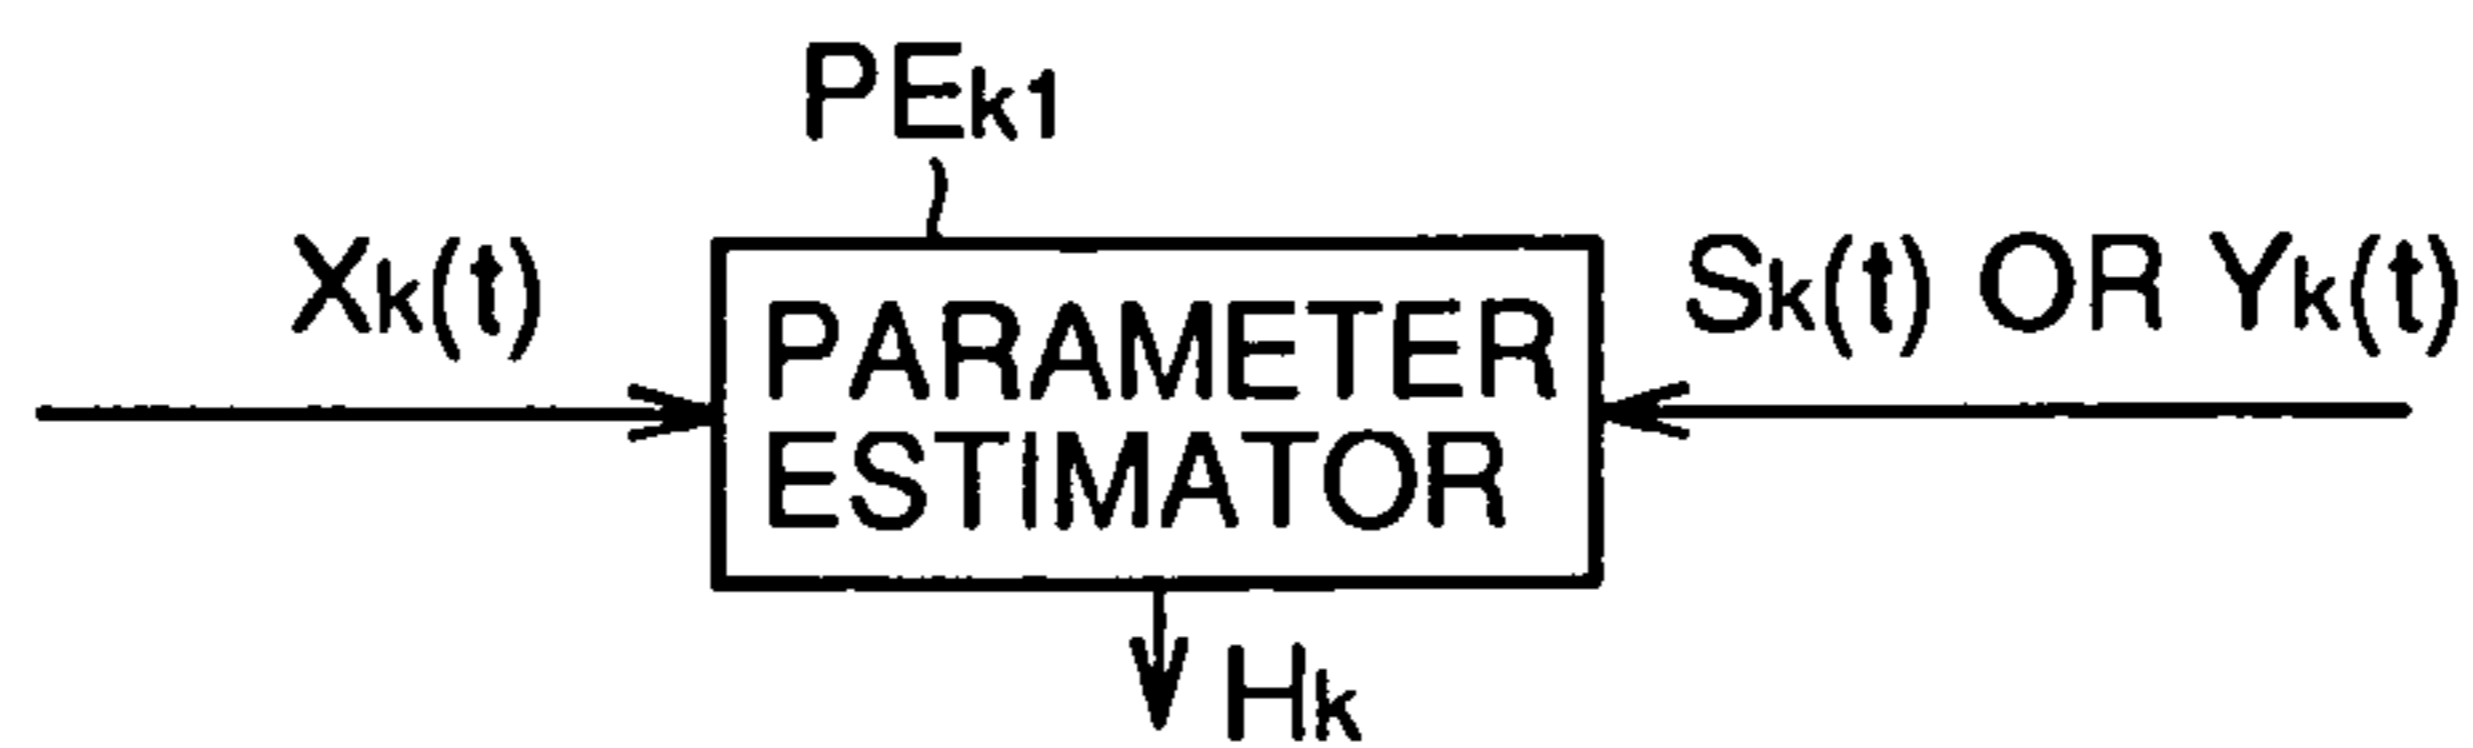 PEk1
Xk(t)
Sk(t) OR Yk(t)
PARAMETER
ESTIMATOR
Hk